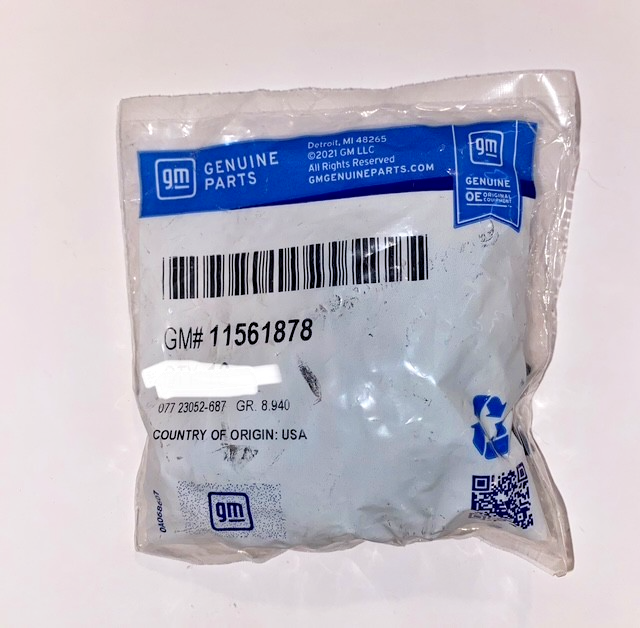 gm
GENUINE
PARTS
Detroit, MI 48265
©2021 GM LLC
All Rights Reserved
GMGENUINEPARTS.COM
gm
GENUINE
OE ORIGINAL
EQUIPMENT
GM# 11561878
077 23052-687 GR. 8.940
COUNTRY OF ORIGIN: USA
gm